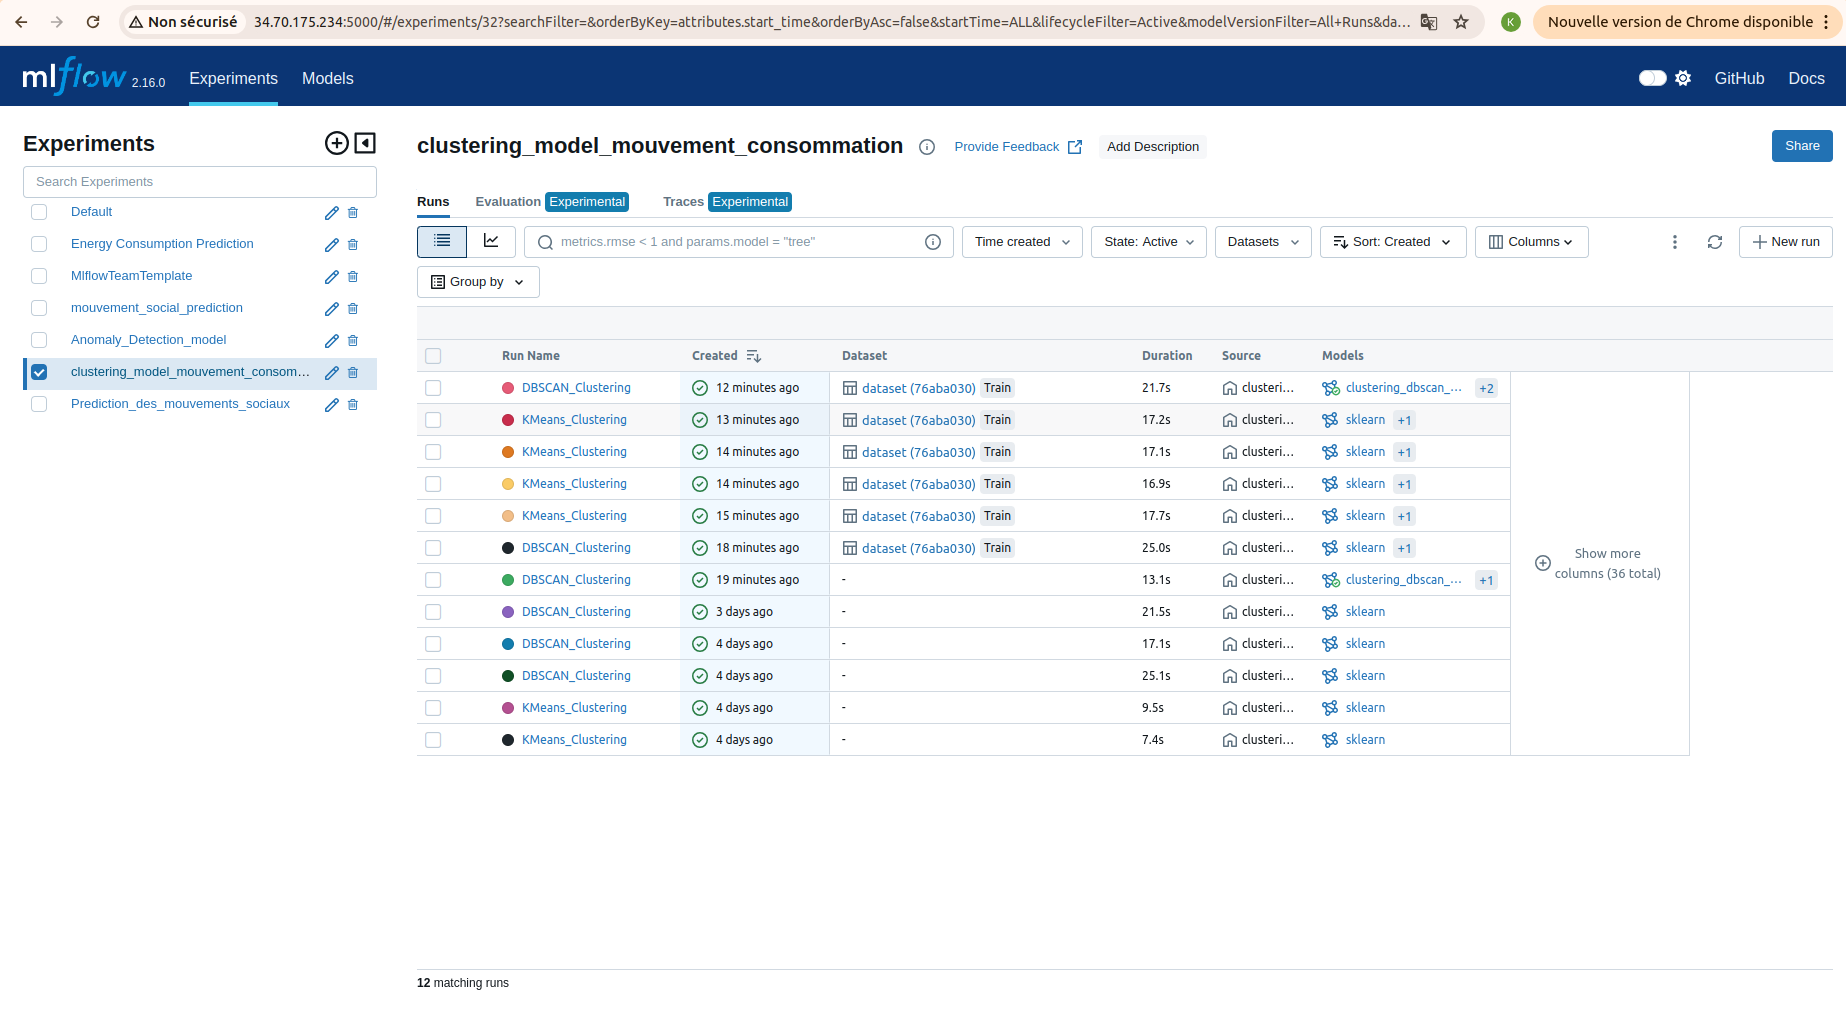 Non sécurisé 34.70.175.234:5000/#/experiments/32?searchFilter=&orderByKey=attributes.start_time&orderByAsc=false&startTime=ALL&lifecycleFilter=Active&modelVersionFilter=All+Runs&da... K Nouvelle version de Chrome disponible
mlflow 2.16.0 Experiments Models GitHub Docs
Experiments
Search Experiments
Default
Energy Consumption Prediction
MlflowTeamTemplate
mouvement_social_prediction
Anomaly_Detection_model
clustering_model_mouvement_consom...
Prediction_des_mouvements_sociaux
clustering_model_mouvement_consommation Provide Feedback Add Description Share
Runs Evaluation Experimental Traces Experimental
metrics.rmse < 1 and params.model = "tree" Time created State: Active Datasets Sort: Created Columns New run
Group by
Run Name Created Dataset Duration Source Models
DBSCAN_Clustering 12 minutes ago dataset (76aba030) Train 21.7s clusteri... clustering_dbscan_... +2
KMeans_Clustering 13 minutes ago dataset (76aba030) Train 17.2s clusteri... sklearn +1
KMeans_Clustering 14 minutes ago dataset (76aba030) Train 17.1s clusteri... sklearn +1
KMeans_Clustering 14 minutes ago dataset (76aba030) Train 16.9s clusteri... sklearn +1
KMeans_Clustering 15 minutes ago dataset (76aba030) Train 17.7s clusteri... sklearn +1
DBSCAN_Clustering 18 minutes ago dataset (76aba030) Train 25.0s clusteri... sklearn +1
DBSCAN_Clustering 19 minutes ago - 13.1s clusteri... clustering_dbscan_... +1
DBSCAN_Clustering 3 days ago - 21.5s clusteri... sklearn
DBSCAN_Clustering 4 days ago - 17.1s clusteri... sklearn
DBSCAN_Clustering 4 days ago - 25.1s clusteri... sklearn
KMeans_Clustering 4 days ago - 9.5s clusteri... sklearn
KMeans_Clustering 4 days ago - 7.4s clusteri... sklearn
Show more
columns (36 total)
12 matching runs